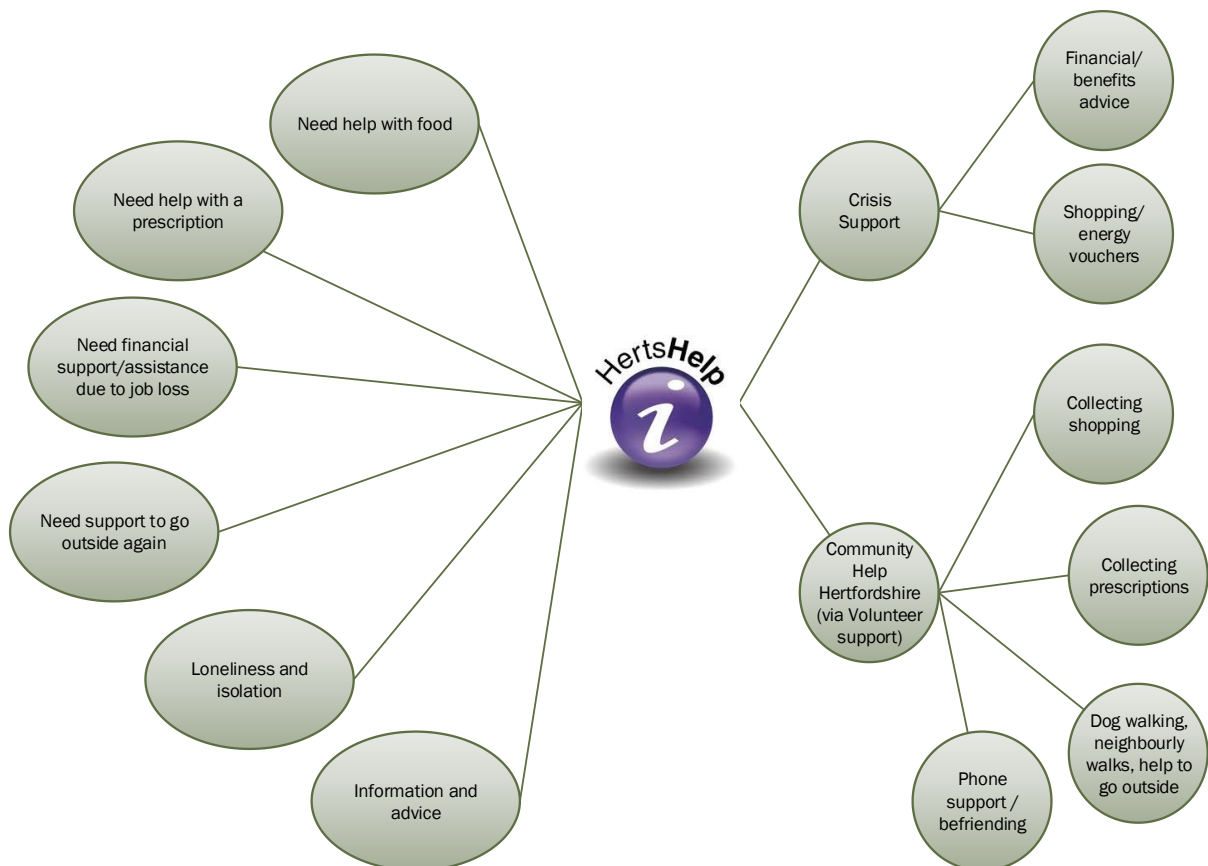 Need help with food
Need help with a
prescription
Need financial
support/assistance
due to job loss
Need support to go
outside again
Loneliness and
isolation
Information and
advice
HertsHelp
i
Crisis
Support
Financial/
benefits
advice
Shopping/
energy
vouchers
Community
Help
Hertfordshire
(via Volunteer
support)
Collecting
shopping
Collecting
prescriptions
Dog walking,
neighbourly
walks, help to
go outside
Phone
support /
befriending